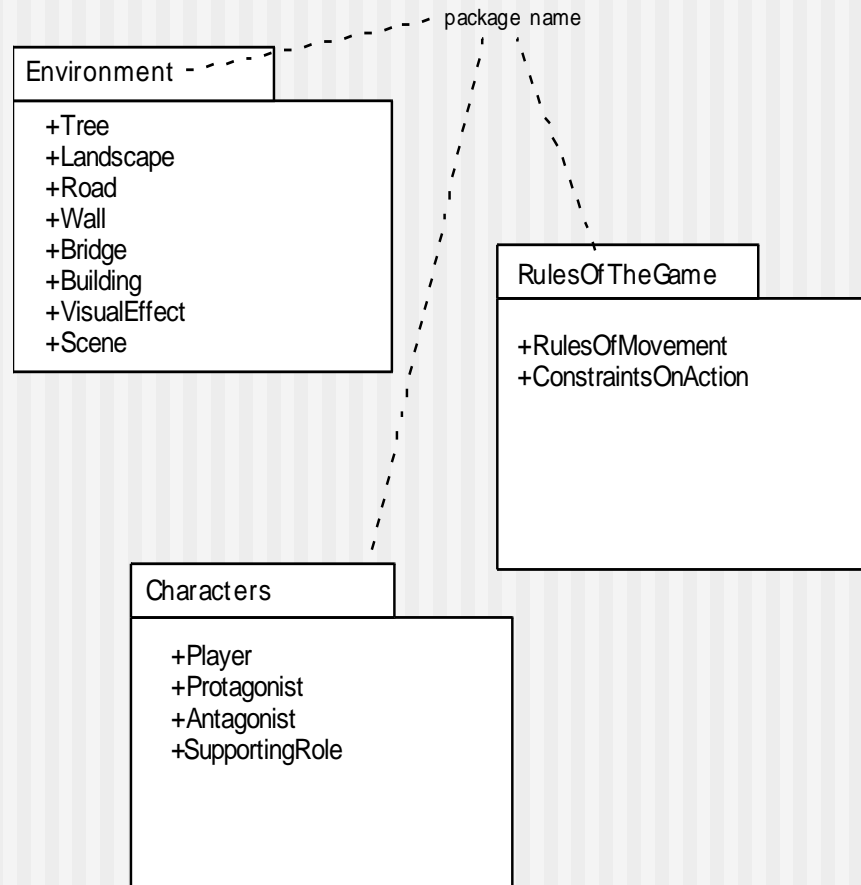 package name
Environment
+Tree
+Landscape
+Road
+Wall
+Bridge
+Building
+VisualEffect
+Scene
RulesOfTheGame
+RulesOfMovement
+ConstraintsOnAction
Characters
+Player
+Protagonist
+Antagonist
+SupportingRole